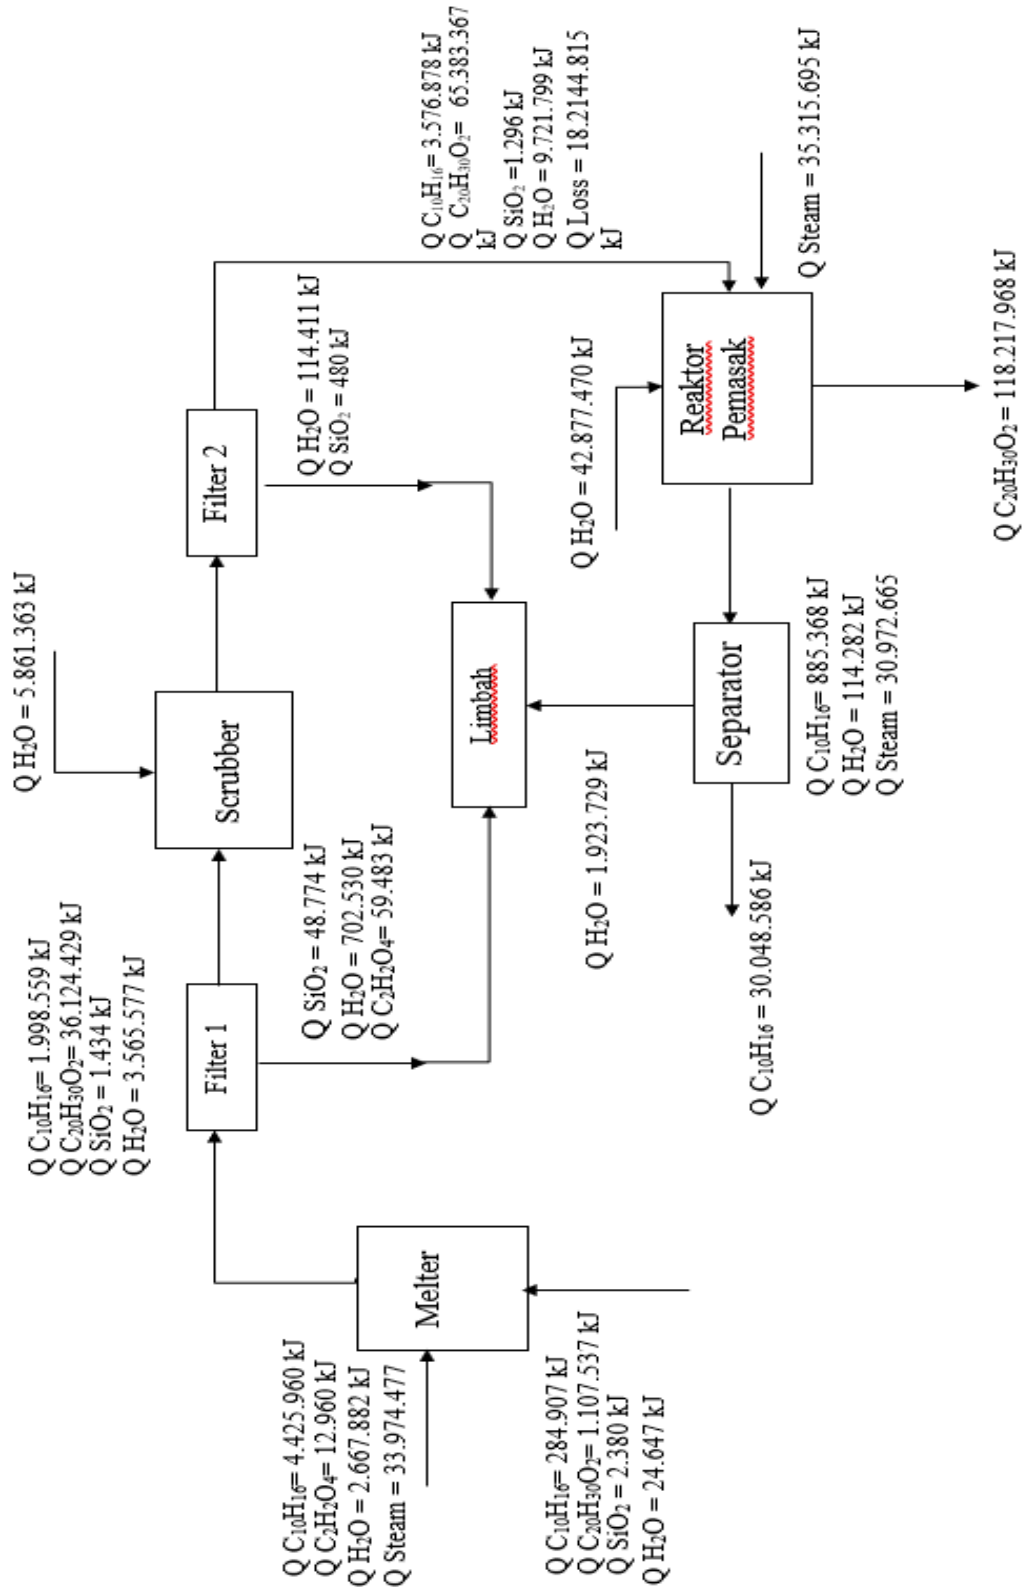 Q C₁₀H₁₆= 4.425.960 kJ
Q C₂H₂O₄= 12.960 kJ
Q H₂O = 2.667.882 kJ
Q Steam = 33.974.477
Q C₁₀H₁₆= 284.907 kJ
Q C₂₀H₃₀O₂= 1.107.537 kJ
Q SiO₂ = 2.380 kJ
Q H₂O = 24.647 kJ
Melter
Q C₁₀H₁₆= 1.998.559 kJ
Q C₂₀H₃₀O₂= 36.124.429 kJ
Q SiO₂ = 1.434 kJ
Q H₂O = 3.565.577 kJ
Filter 1
Q SiO₂ = 48.774 kJ
Q H₂O = 702.530 kJ
Q C₂H₂O₄= 59.483 kJ
Q H₂O = 5.861.363 kJ
Scrubber
Filter 2
Q H₂O = 114.411 kJ
Q SiO₂ = 480 kJ
Limbah
Q H₂O = 1.923.729 kJ
Q C₁₀H₁₆= 3.576.878 kJ
Q C₂₀H₃₀O₂= 65.383.367
kJ
Q SiO₂ =1.296 kJ
Q H₂O = 9.721.799 kJ
Q Loss = 18.2144.815
kJ
Q H₂O = 42.877.470 kJ
Reaktor
Pemasak
Q Steam = 35.315.695 kJ
Separator
Q C₁₀H₁₆= 885.368 kJ
Q H₂O = 114.282 kJ
Q Steam = 30.972.665
Q C₁₀H₁₆ = 30.048.586 kJ
Q C₂₀H₃₀O₂= 118.217.968 kJ